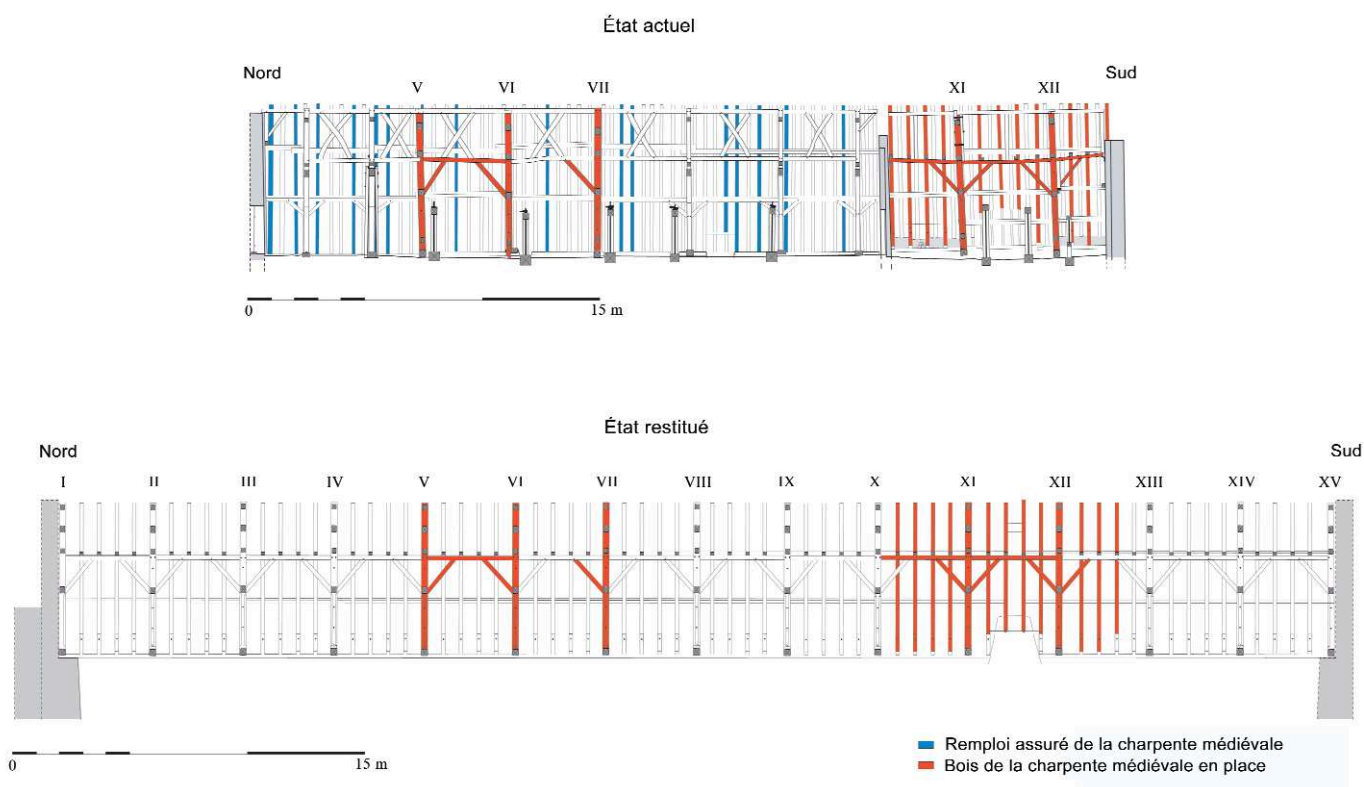 État actuel
Nord
Sud
V VI VII XI XII
0 15 m
État restitué
Nord
Sud
I II III IV V VI VII VIII IX X XI XII XIII XIV XV
0 15 m
Remploi assuré de la charpente médiévale
Bois de la charpente médiévale en place